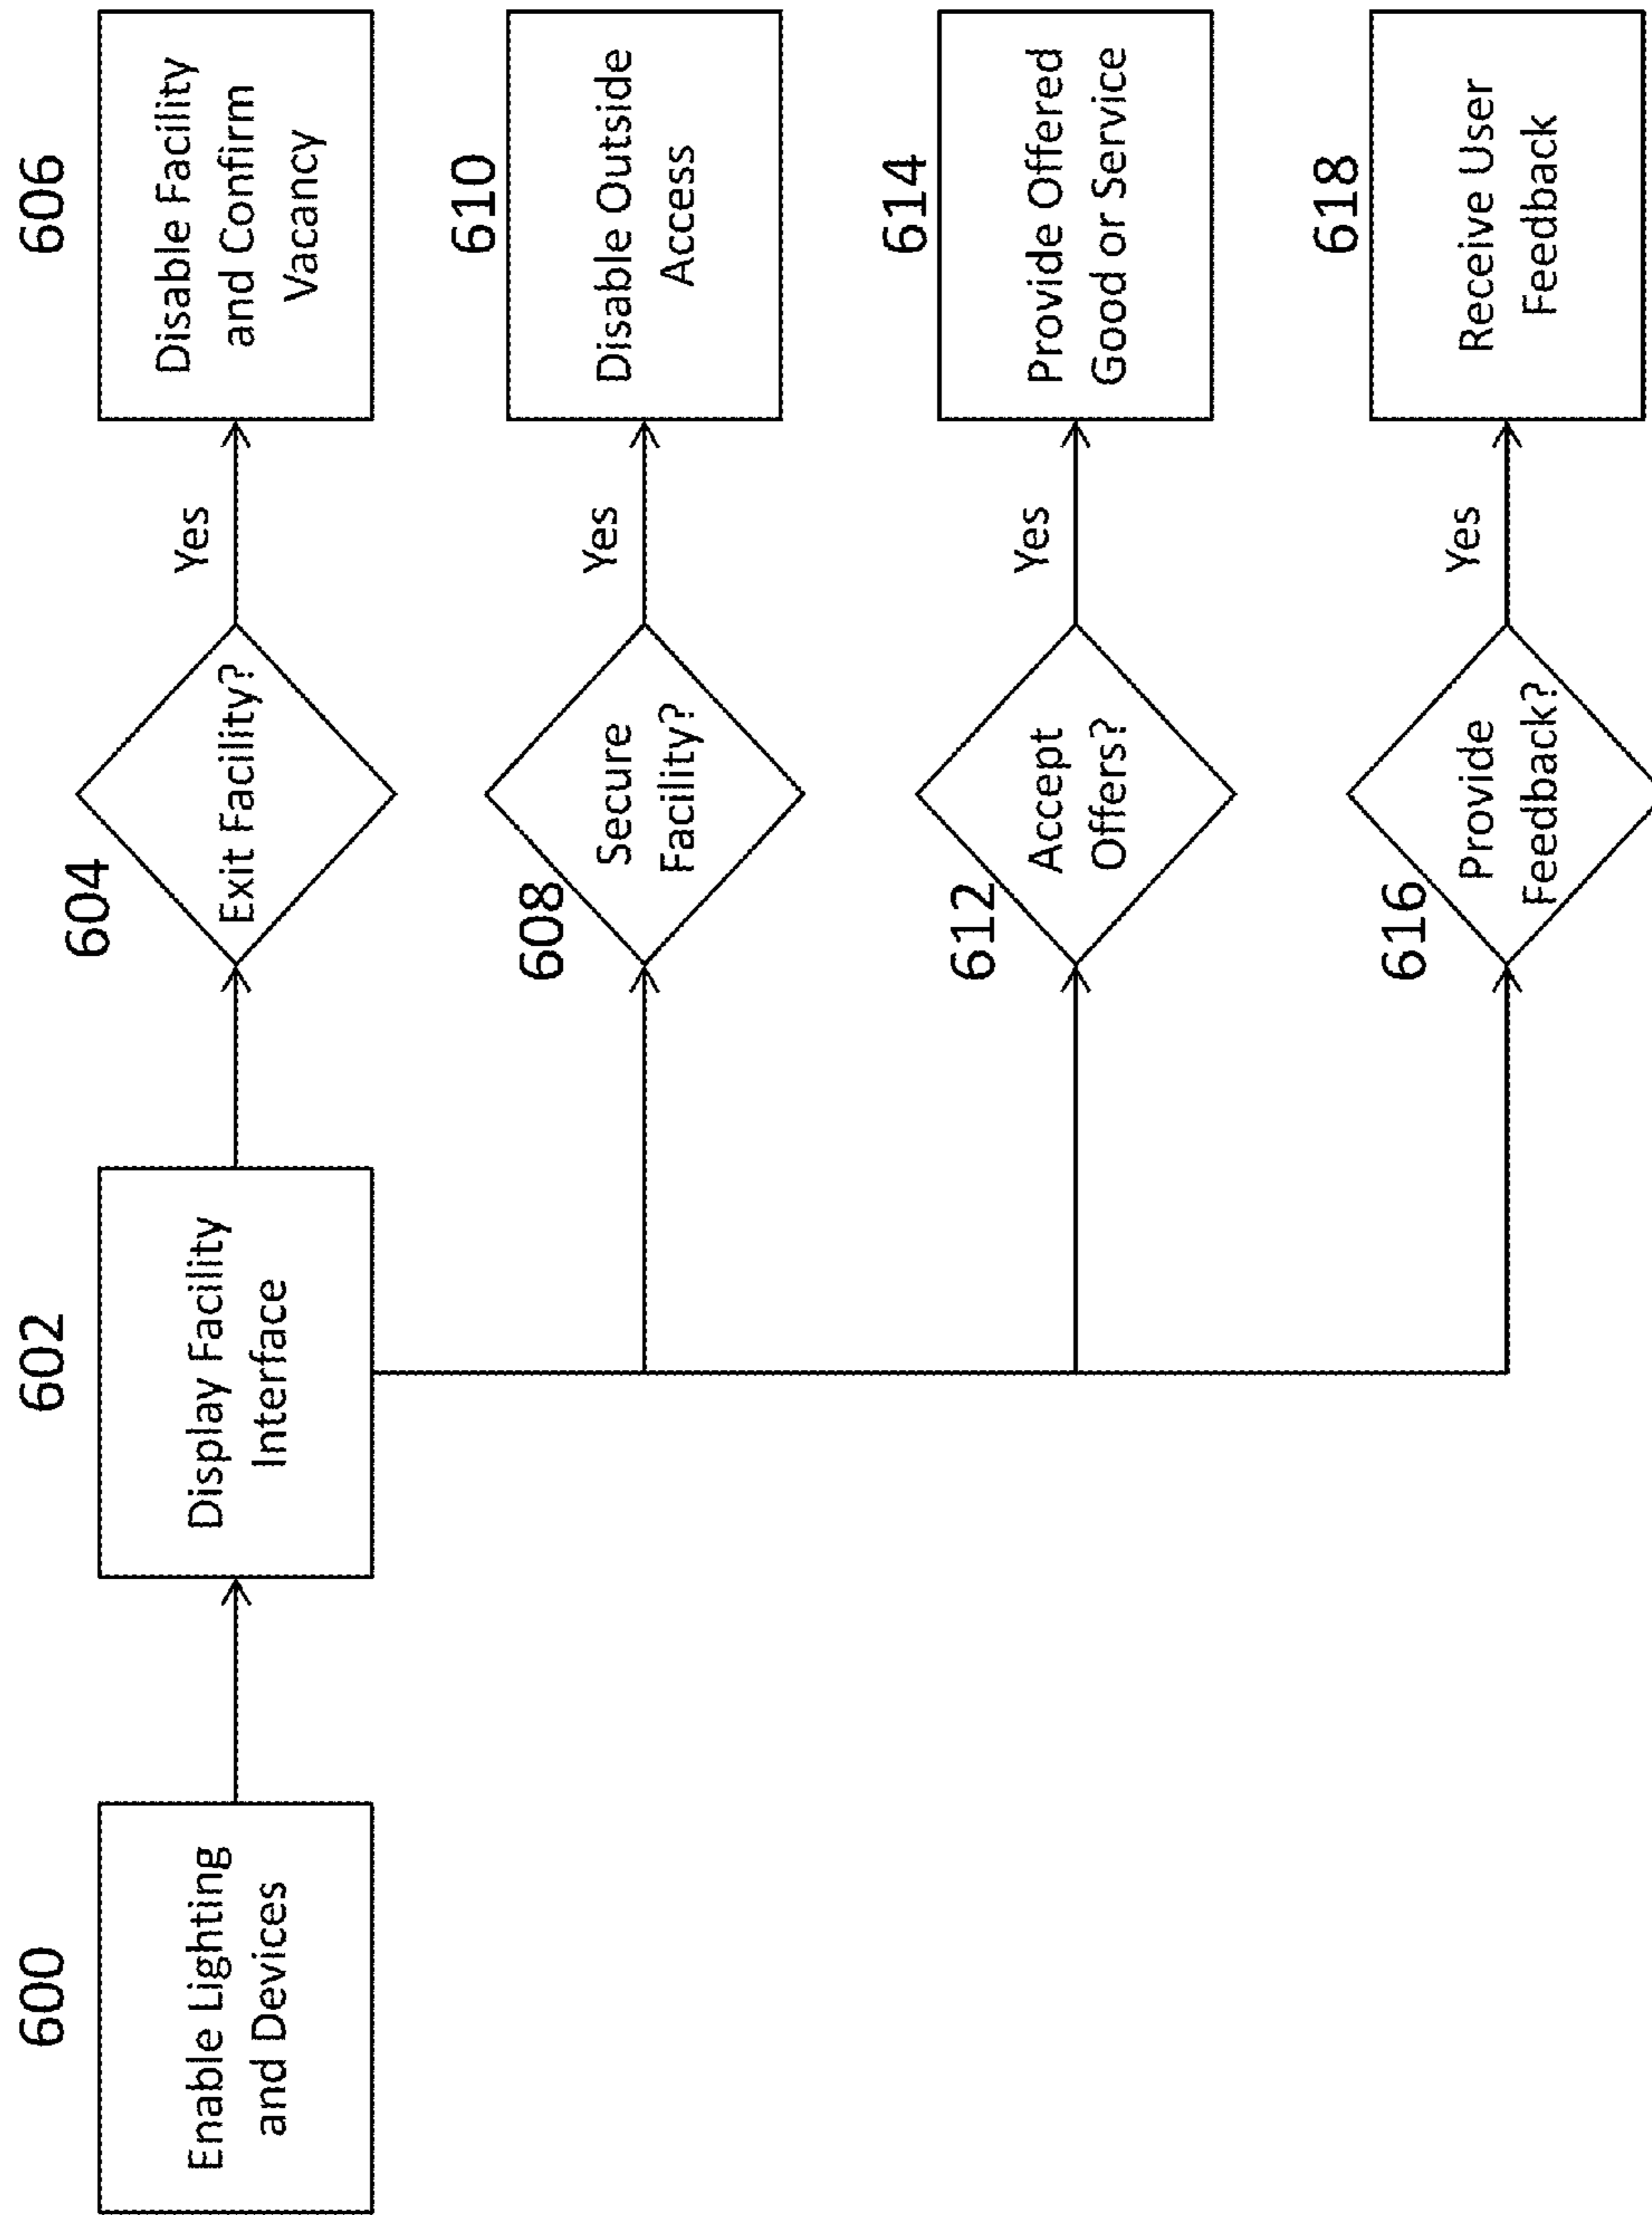 600
Enable Lighting
and Devices
602
Display Facility
Interface
604
Exit Facility?
Yes
606
Disable Facility
and Confirm
Vacancy
608
Secure
Facility?
Yes
610
Disable Outside
Access
612
Accept
Offers?
Yes
614
Provide Offered
Good or Service
616
Provide
Feedback?
Yes
618
Receive User
Feedback